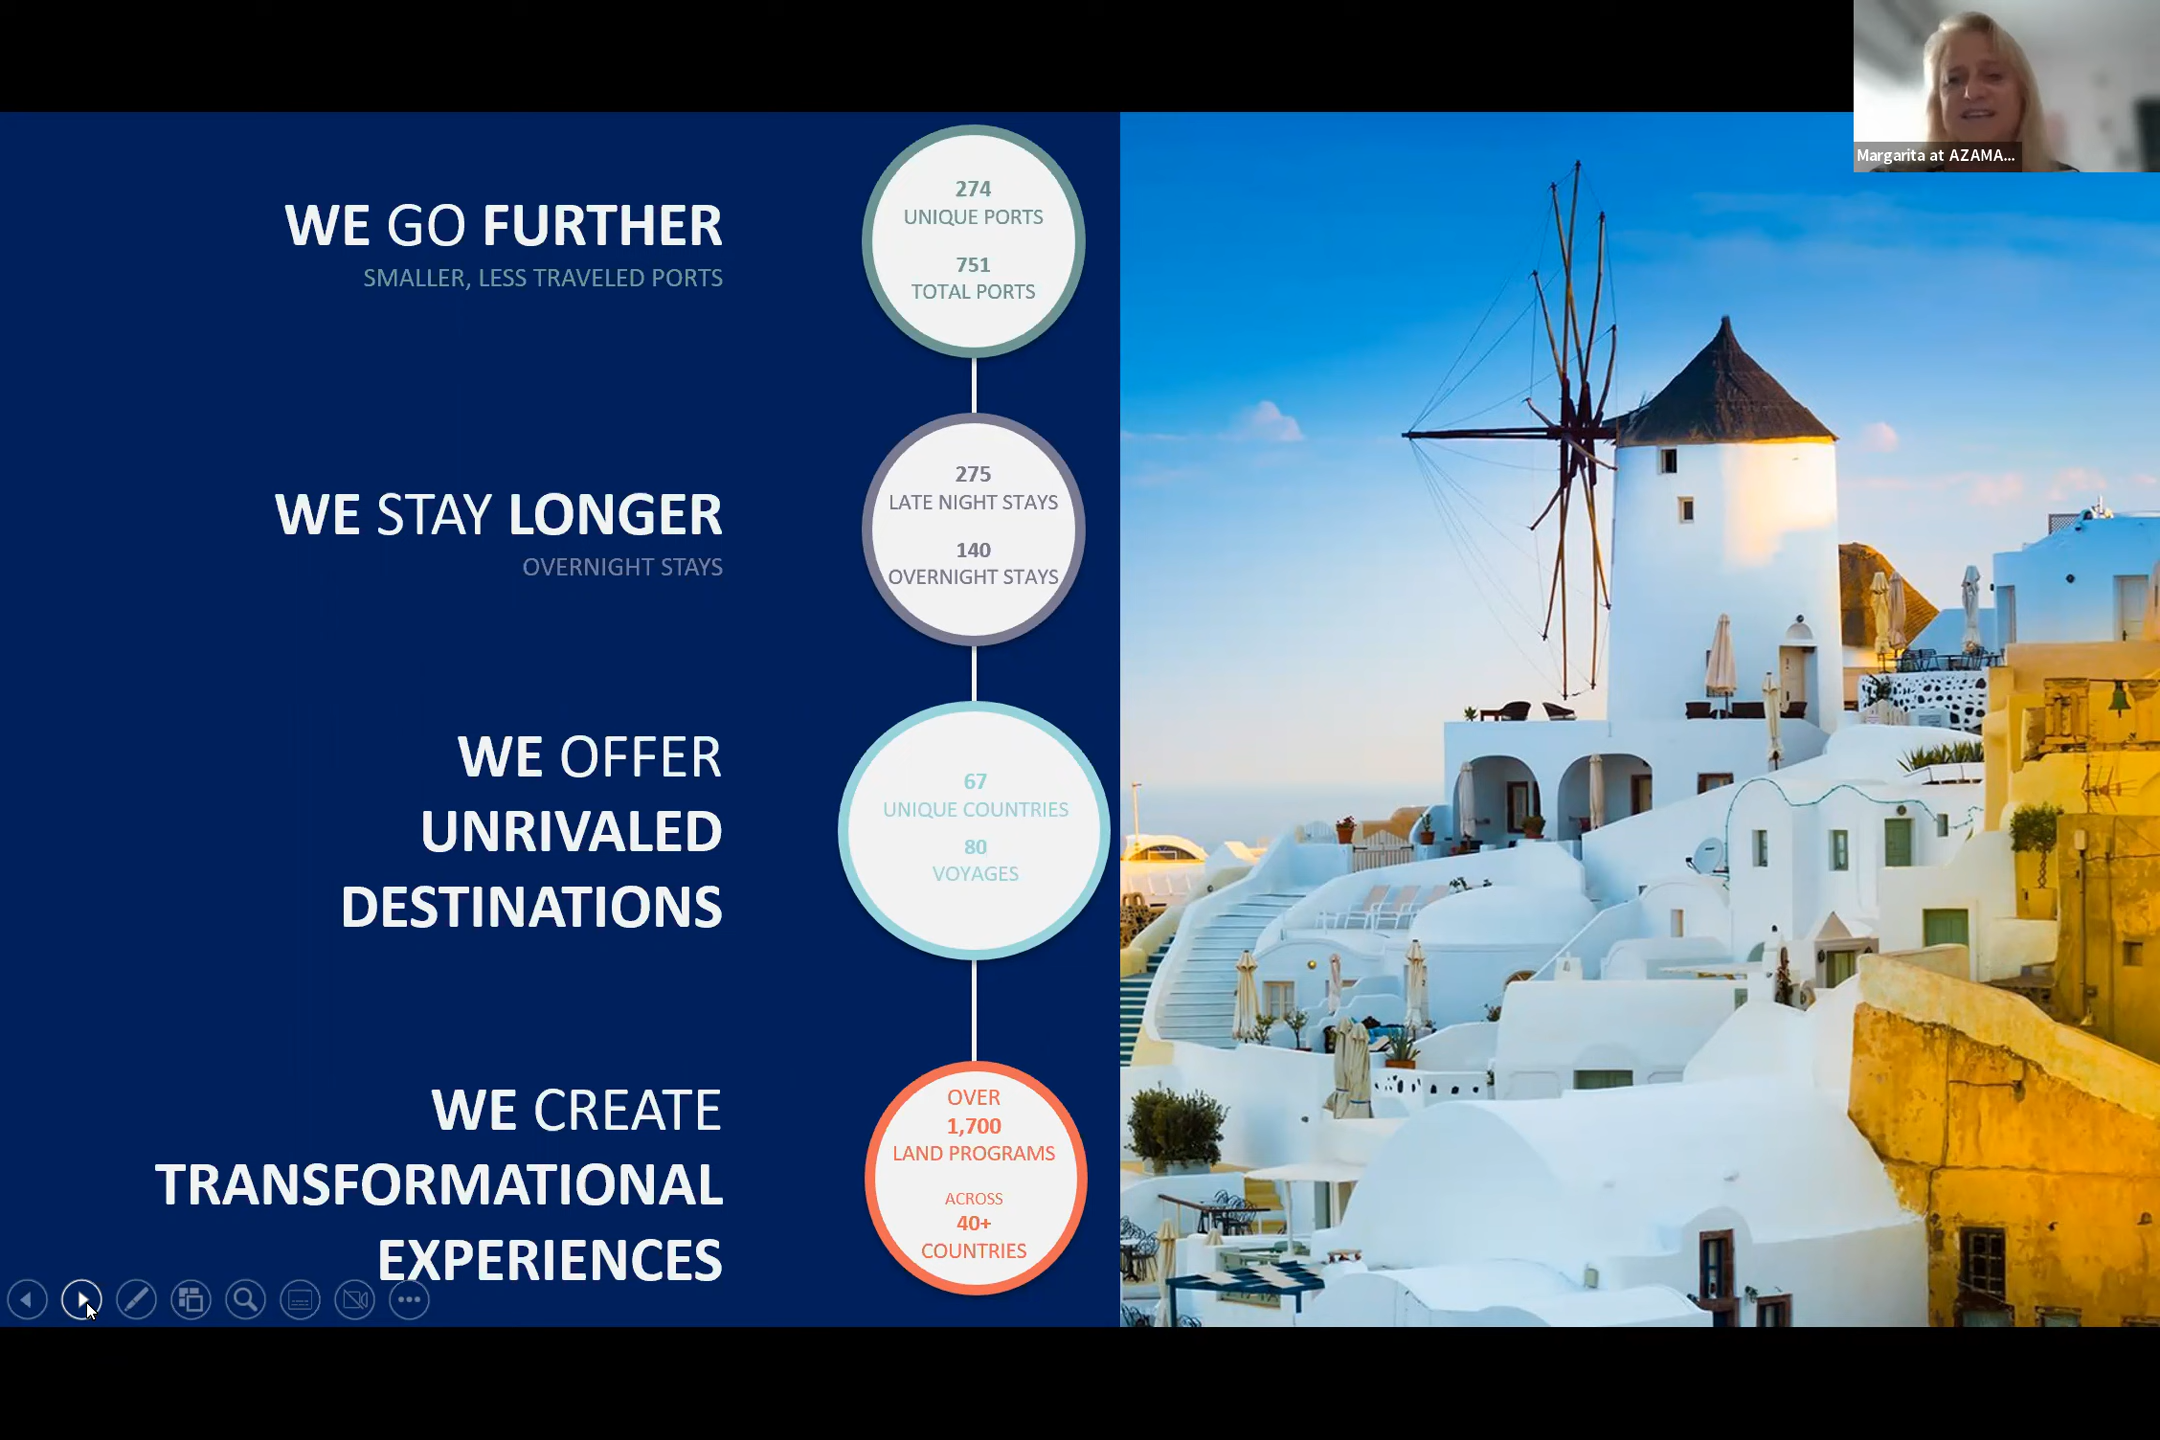 Margarita at AZAMA...
WE GO FURTHER
SMALLER, LESS TRAVELED PORTS
274
UNIQUE PORTS
751
TOTAL PORTS
WE STAY LONGER
OVERNIGHT STAYS
275
LATE NIGHT STAYS
140
OVERNIGHT STAYS
WE OFFER
UNRIVALED
DESTINATIONS
67
UNIQUE COUNTRIES
80
VOYAGES
WE CREATE
TRANSFORMATIONAL
EXPERIENCES
OVER
1,700
LAND PROGRAMS
ACROSS
40+
COUNTRIES